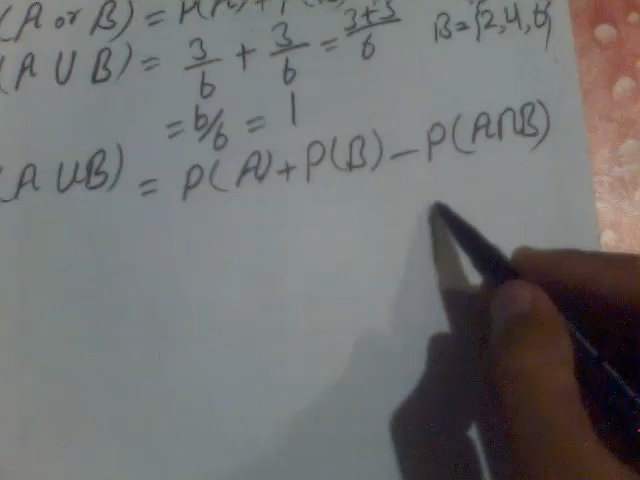 (A or B) = P(A) + P(B)
(A ∪ B) = 3/6 + 3/6 = 3+3/6 B = {2,4,6}
= 6/6 = 1
(A ∪ B) = P(A) + P(B) - P(A∩B)